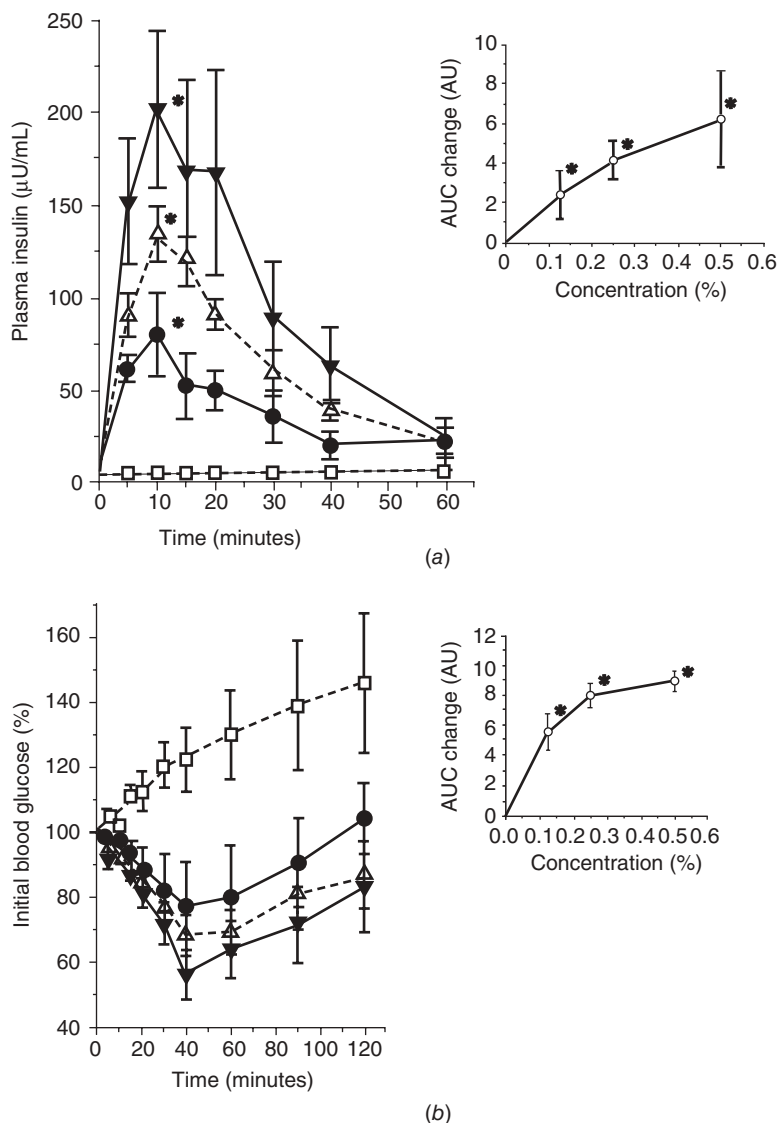 250
200
150
100
50
0
Plasma insulin (μU/mL)
*
*
*
0 10 20 30 40 50 60
Time (minutes)
10
8
6
4
2
0
AUC change (AU)
*
*
*
0 0.1 0.2 0.3 0.4 0.5 0.6
Concentration (%)
(a)
160
140
120
100
80
60
40
Initial blood glucose (%)
0 20 40 60 80 100 120
Time (minutes)
12
10
8
6
4
2
0
AUC change (AU)
*
*
*
0.0 0.1 0.2 0.3 0.4 0.5 0.6
Concentration (%)
(b)